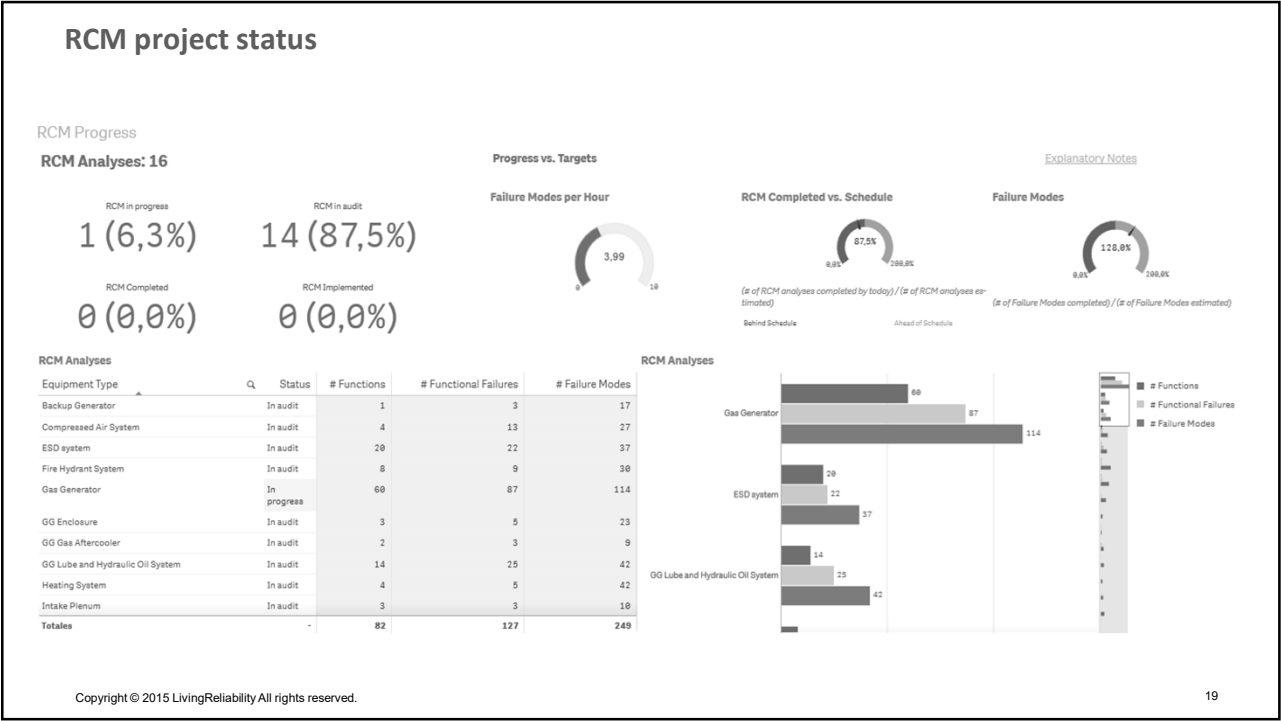 RCM project status
RCM Progress
RCM Analyses: 16
RCM in progress
1 (6,3%)
RCM in audit
14 (87,5%)
RCM Completed
0 (0,0%)
RCM Implemented
0 (0,0%)
Progress vs. Targets
Explanatory Notes
Failure Modes per Hour
3,99
0
10
RCM Completed vs. Schedule
87,5%
0,0%
200,0%
(# of RCM analyses completed by today) / (# of RCM analyses es-
timated)
Behind Schedule
Ahead of Schedule
Failure Modes
128,0%
0,0%
200,0%
(# of Failure Modes completed) / (# of Failure Modes estimated)
RCM Analyses
Equipment Type Status # Functions # Functional Failures # Failure Modes
Backup Generator In audit 1 3 17
Compressed Air System In audit 4 13 27
ESD system In audit 20 22 37
Fire Hydrant System In audit 8 9 30
Gas Generator In 60 87 114
progress
GG Enclosure In audit 3 5 23
GG Gas Aftercooler In audit 2 3 9
GG Lube and Hydraulic Oil System In audit 14 25 42
Heating System In audit 4 5 42
Intake Plenum In audit 3 3 10
Totales - 82 127 249
RCM Analyses
Gas Generator
60
87
114
ESD system
20
22
37
GG Lube and Hydraulic Oil System
14
25
42
# Functions
# Functional Failures
# Failure Modes
Copyright © 2015 LivingReliability All rights reserved.
19